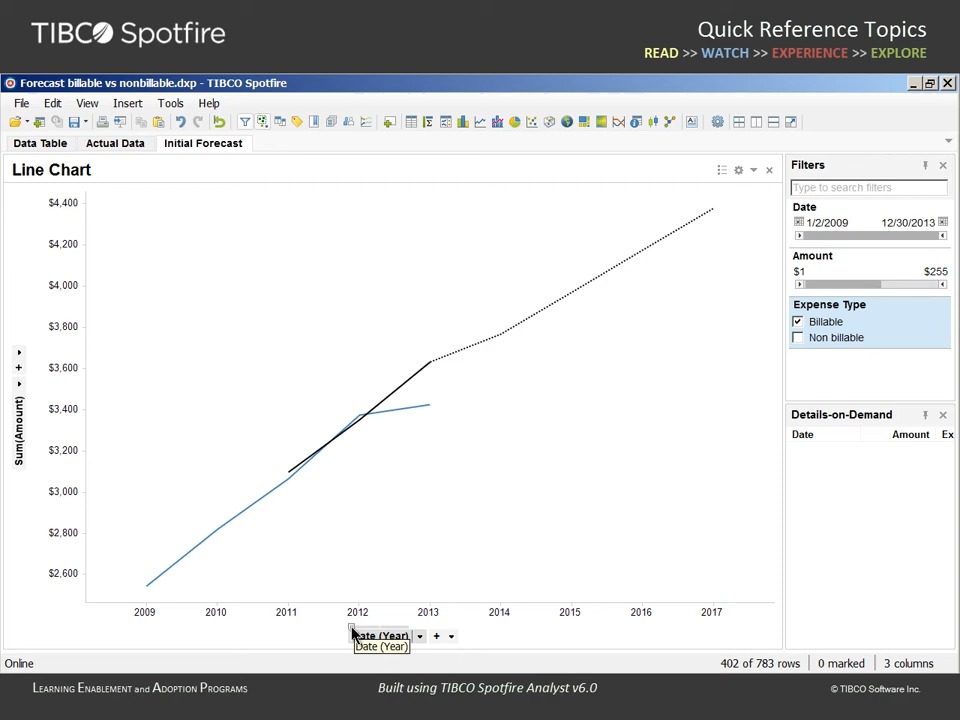 TIBCO Spotfire
Quick Reference Topics
READ >> WATCH >> EXPERIENCE >> EXPLORE
Forecast billable vs nonbillable.dxp - TIBCO Spotfire
File Edit View Insert Tools Help
Data Table Actual Data Initial Forecast
Line Chart
$4,400
$4,200
$4,000
$3,800
$3,600
$3,400
$3,200
$3,000
$2,800
$2,600
Sum(Amount)
2009 2010 2011 2012 2013 2014 2015 2016 2017
Date (Year)
Date (Year)
Filters
Type to search filters
Date
1/2/2009 12/30/2013
Amount
$1 $255
Expense Type
Billable
Non billable
Details-on-Demand
Date Amount Ex
Online
402 of 783 rows 0 marked 3 columns
LEARNING ENABLEMENT AND ADOPTION PROGRAMS
Built using TIBCO Spotfire Analyst v6.0
© TIBCO Software Inc.